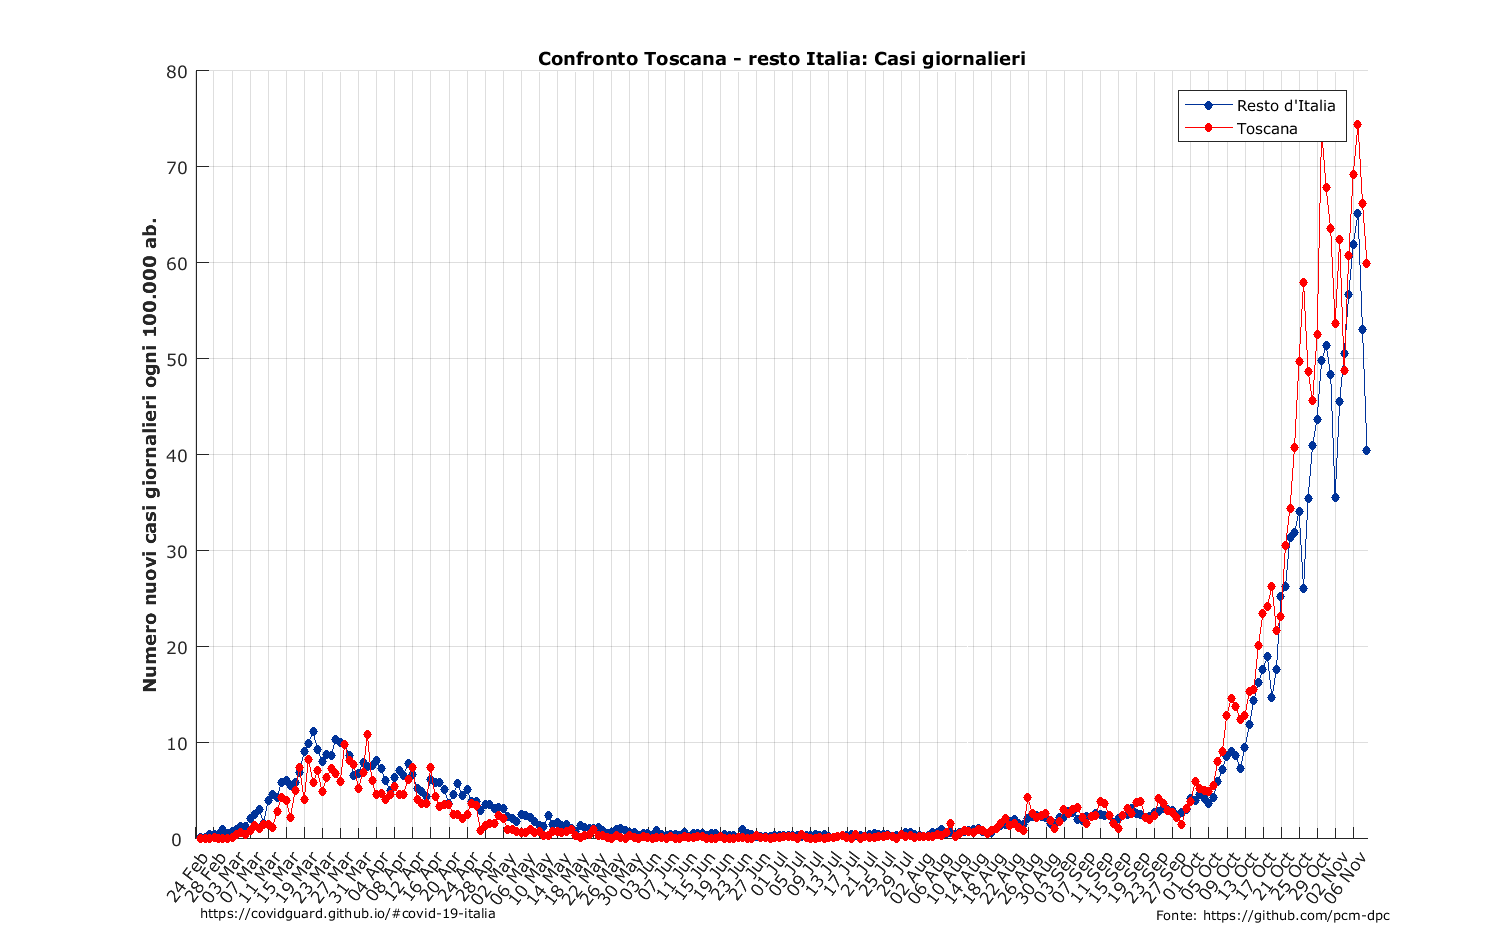 Confronto Toscana - resto Italia: Casi giornalieri
Numero nuovi casi giornalieri ogni 100.000 ab.
80
70
60
50
40
30
20
10
0
Resto d'Italia
Toscana
24 Feb
28 Feb
03 Mar
07 Mar
11 Mar
15 Mar
19 Mar
23 Mar
27 Mar
31 Mar
04 Apr
08 Apr
12 Apr
16 Apr
20 Apr
24 Apr
28 Apr
02 May
06 May
10 May
14 May
18 May
22 May
26 May
30 May
03 Jun
07 Jun
11 Jun
15 Jun
19 Jun
23 Jun
27 Jun
01 Jul
05 Jul
09 Jul
13 Jul
17 Jul
21 Jul
25 Jul
29 Jul
02 Aug
06 Aug
10 Aug
14 Aug
18 Aug
22 Aug
26 Aug
30 Aug
03 Sep
07 Sep
11 Sep
15 Sep
19 Sep
23 Sep
27 Sep
01 Oct
05 Oct
09 Oct
13 Oct
17 Oct
21 Oct
25 Oct
29 Oct
02 Nov
06 Nov
https://covidguard.github.io/#covid-19-italia
Fonte: https://github.com/pcm-dpc